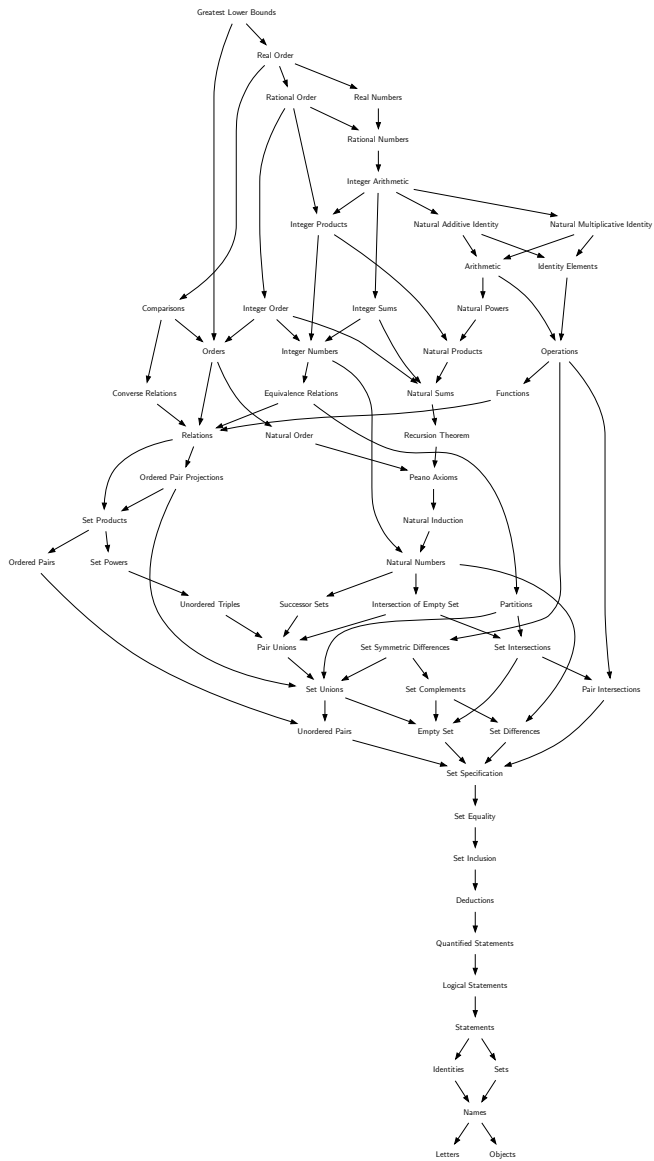 Greatest Lower Bounds
Real Order
Rational Order
Real Numbers
Rational Numbers
Integer Arithmetic
Integer Products
Natural Additive Identity
Natural Multiplicative Identity
Arithmetic
Identity Elements
Comparisons
Integer Order
Integer Sums
Natural Powers
Orders
Integer Numbers
Natural Products
Operations
Converse Relations
Equivalence Relations
Natural Sums
Functions
Relations
Natural Order
Recursion Theorem
Ordered Pair Projections
Peano Axioms
Set Products
Natural Induction
Ordered Pairs
Set Powers
Natural Numbers
Unordered Triples
Successor Sets
Intersection of Empty Set
Partitions
Pair Unions
Set Symmetric Differences
Set Intersections
Set Unions
Set Complements
Pair Intersections
Unordered Pairs
Empty Set
Set Differences
Set Specification
Set Equality
Set Inclusion
Deductions
Quantified Statements
Logical Statements
Statements
Identities
Sets
Names
Letters
Objects